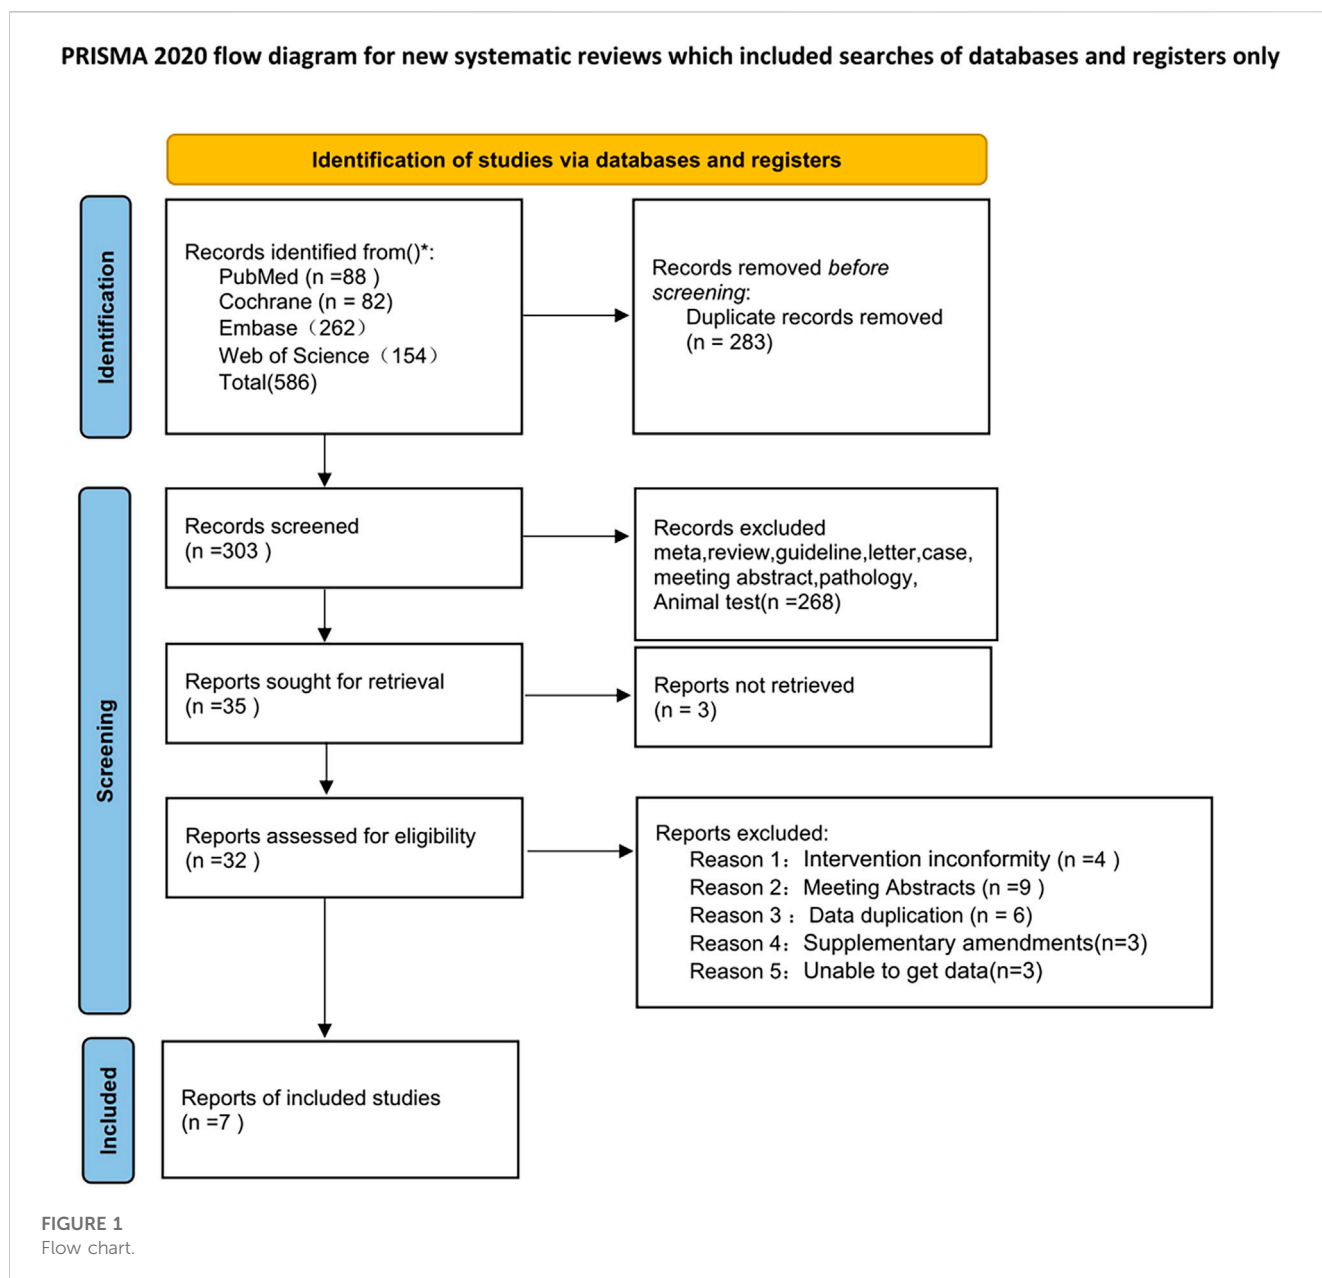 PRISMA 2020 flow diagram for new systematic reviews which included searches of databases and registers only
Identification of studies via databases and registers
Identification
Records identified from()*:
PubMed (n =88 )
Cochrane (n = 82)
Embase（262）
Web of Science（154）
Total(586)
Records removed before
screening:
Duplicate records removed
(n = 283)
Screening
Records screened
(n =303 )
Records excluded
meta,review,guideline,letter,case,
meeting abstract,pathology,
Animal test(n =268)
Reports sought for retrieval
(n =35 )
Reports not retrieved
(n = 3)
Reports assessed for eligibility
(n =32 )
Reports excluded:
Reason 1：Intervention inconformity (n =4 )
Reason 2：Meeting Abstracts (n =9 )
Reason 3 ：Data duplication (n = 6)
Reason 4：Supplementary amendments(n=3)
Reason 5：Unable to get data(n=3)
Included
Reports of included studies
(n =7 )
FIGURE 1
Flow chart.